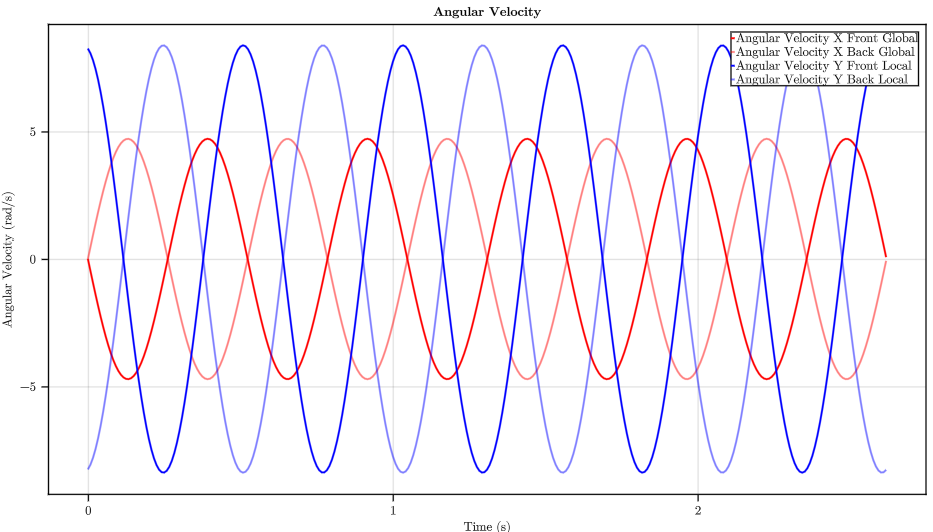 Angular Velocity
Angular Velocity X Front Global
Angular Velocity X Back Global
Angular Velocity Y Front Local
Angular Velocity Y Back Local
Angular Velocity (rad/s)
5
0
−5
0
1
2
Time (s)